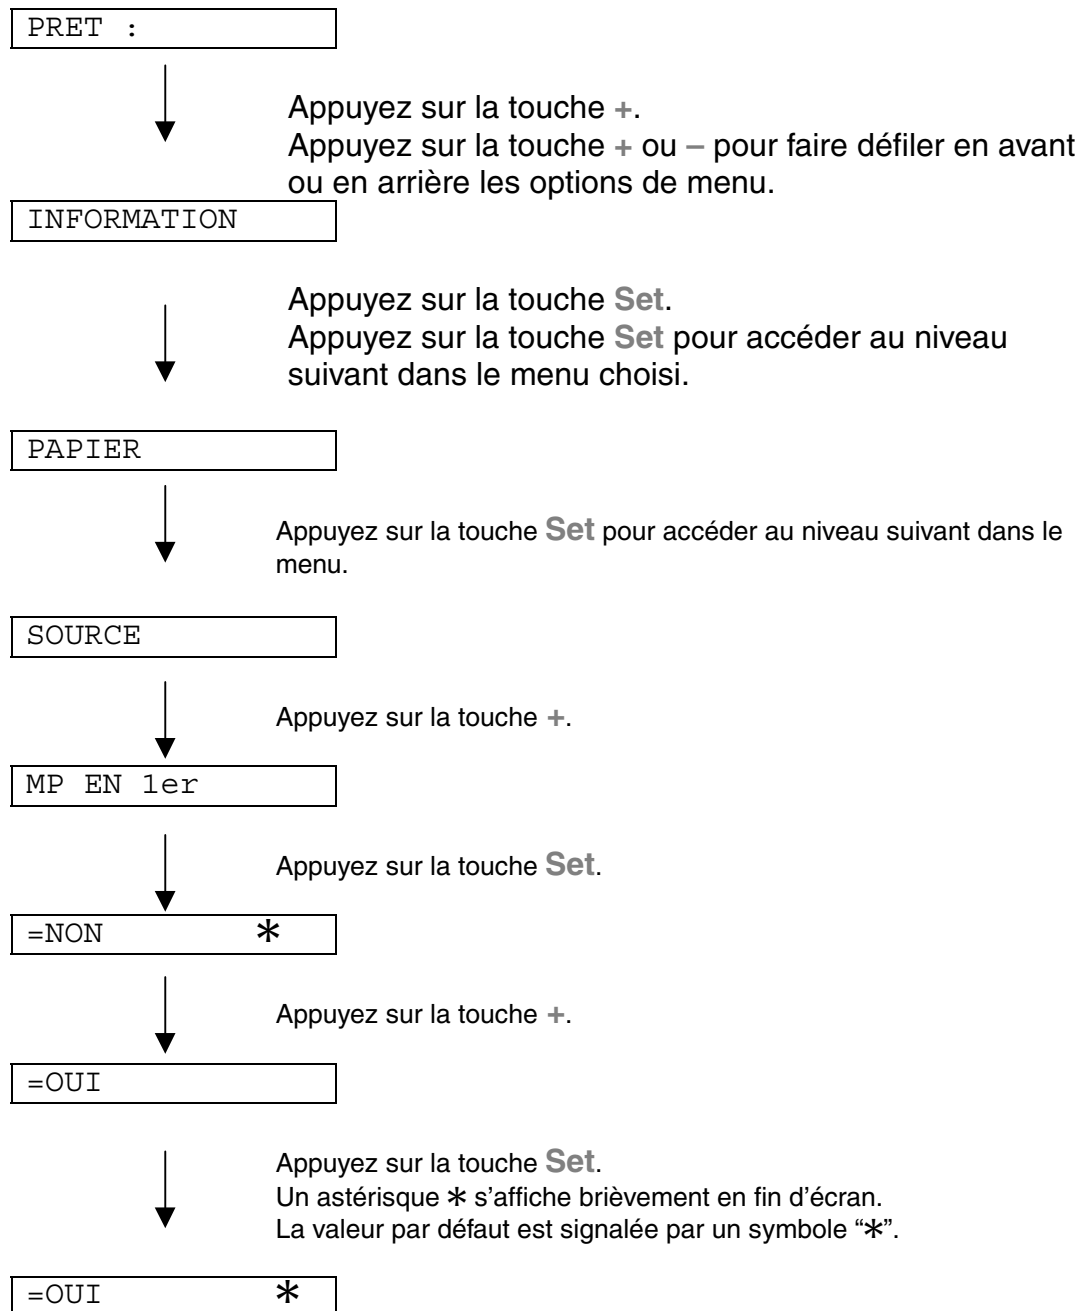 PRET :
Appuyez sur la touche +.
Appuyez sur la touche + ou – pour faire défiler en avant
ou en arrière les options de menu.
INFORMATION
Appuyez sur la touche Set.
Appuyez sur la touche Set pour accéder au niveau
suivant dans le menu choisi.
PAPIER
Appuyez sur la touche Set pour accéder au niveau suivant dans le
menu.
SOURCE
Appuyez sur la touche +.
MP EN 1er
Appuyez sur la touche Set.
=NON *
Appuyez sur la touche +.
=OUI
Appuyez sur la touche Set.
Un astérisque * s’affiche brièvement en fin d’écran.
La valeur par défaut est signalée par un symbole “*”.
=OUI *